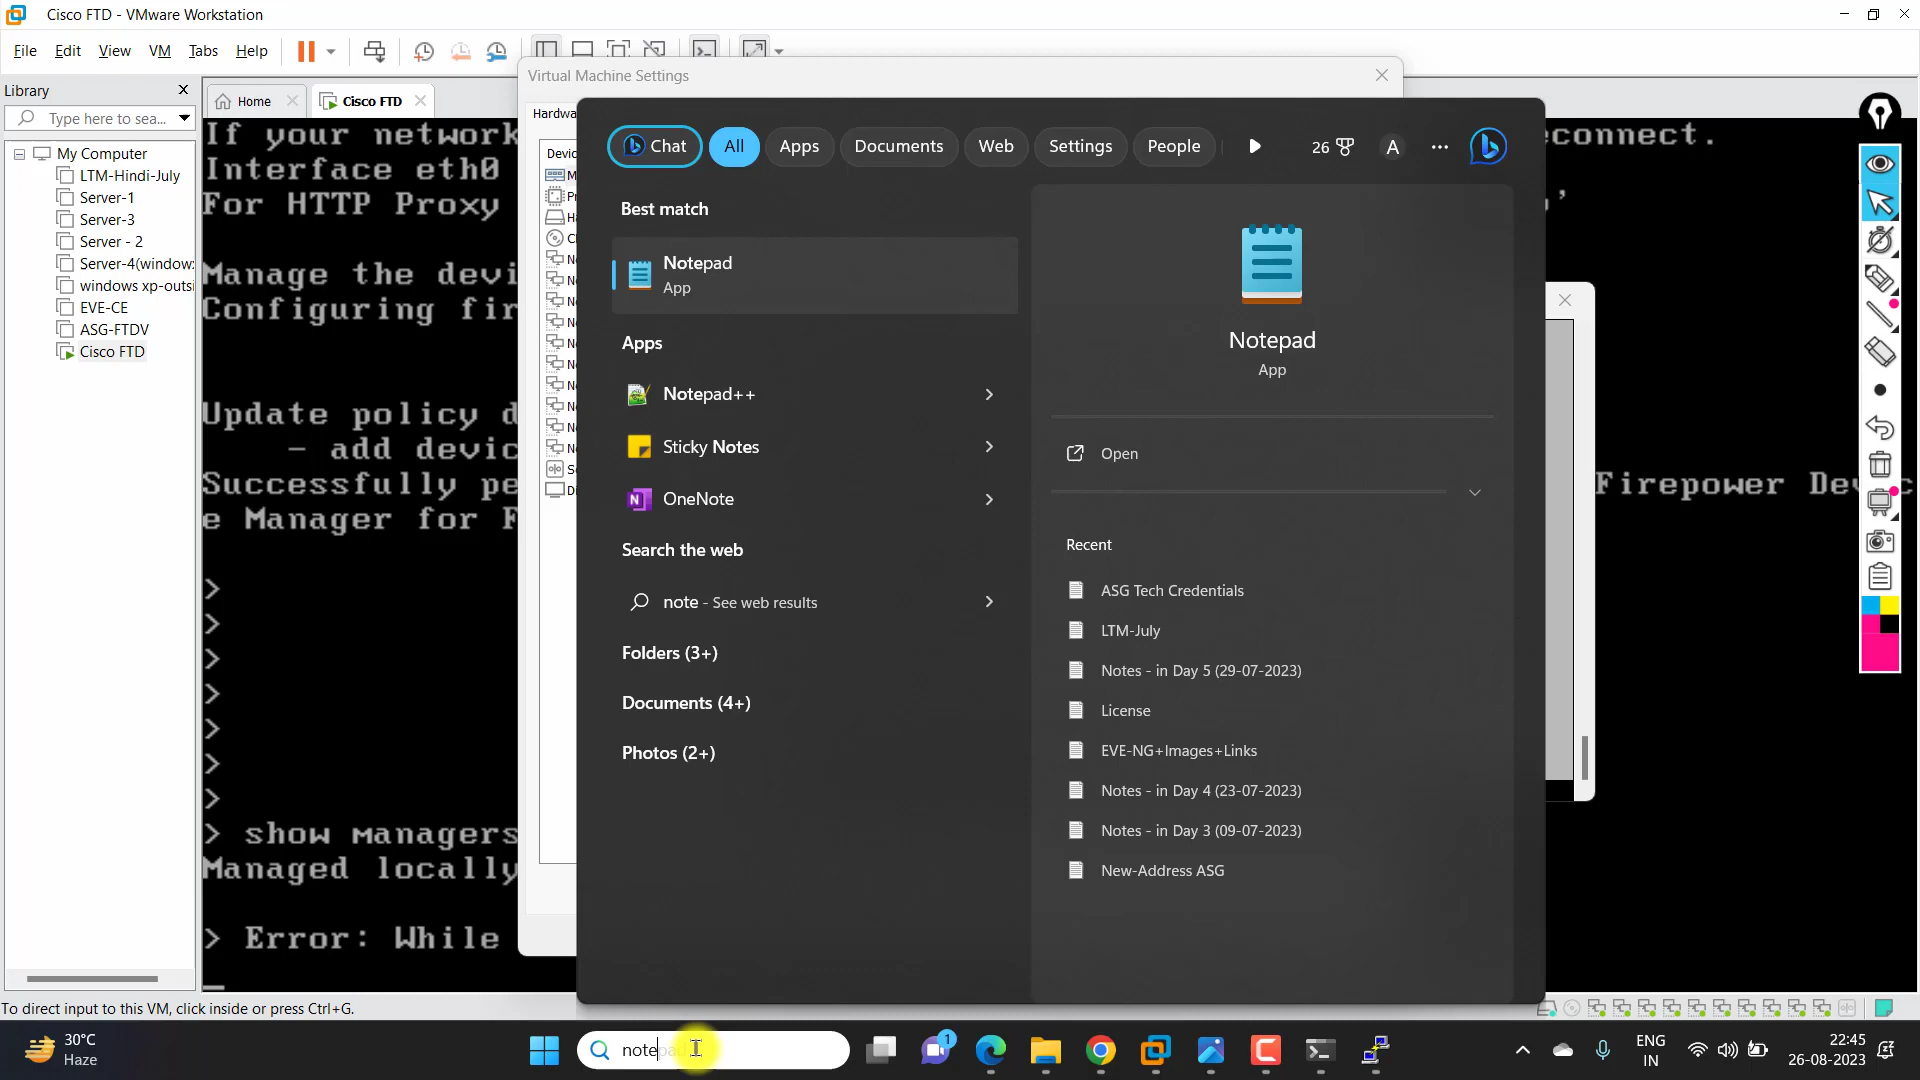 Cisco FTD - VMware Workstation
File Edit View VM Tabs Help
Library
Type here to sea...
My Computer
LTM-Hindi-July
Server-1
Server-3
Server - 2
Server-4(window:
windows xp-outsi
EVE-CE
ASG-FTDV
Cisco FTD
Home
Cisco FTD
If your network
Interface eth0
For HTTP Proxy
Manage the devi
Configuring fir
Update policy d
- add devic
Successfully pe
e Manager for F
>
>
>
>
>
>
>
> show managers
Managed locally
> Error: While
econnect.
Firepower Devic
Virtual Machine Settings
Hardwa
Devic
Chat All Apps Documents Web Settings People 26 A ...
Best match
Notepad
App
Apps
Notepad++
Sticky Notes
OneNote
Search the web
note - See web results
Folders (3+)
Documents (4+)
Photos (2+)
Notepad
App
Open
Recent
ASG Tech Credentials
LTM-July
Notes - in Day 5 (29-07-2023)
License
EVE-NG+Images+Links
Notes - in Day 4 (23-07-2023)
Notes - in Day 3 (09-07-2023)
New-Address ASG
To direct input to this VM, click inside or press Ctrl+G.
30°C
Haze
notepad
1
ENG
IN
22:45
26-08-2023